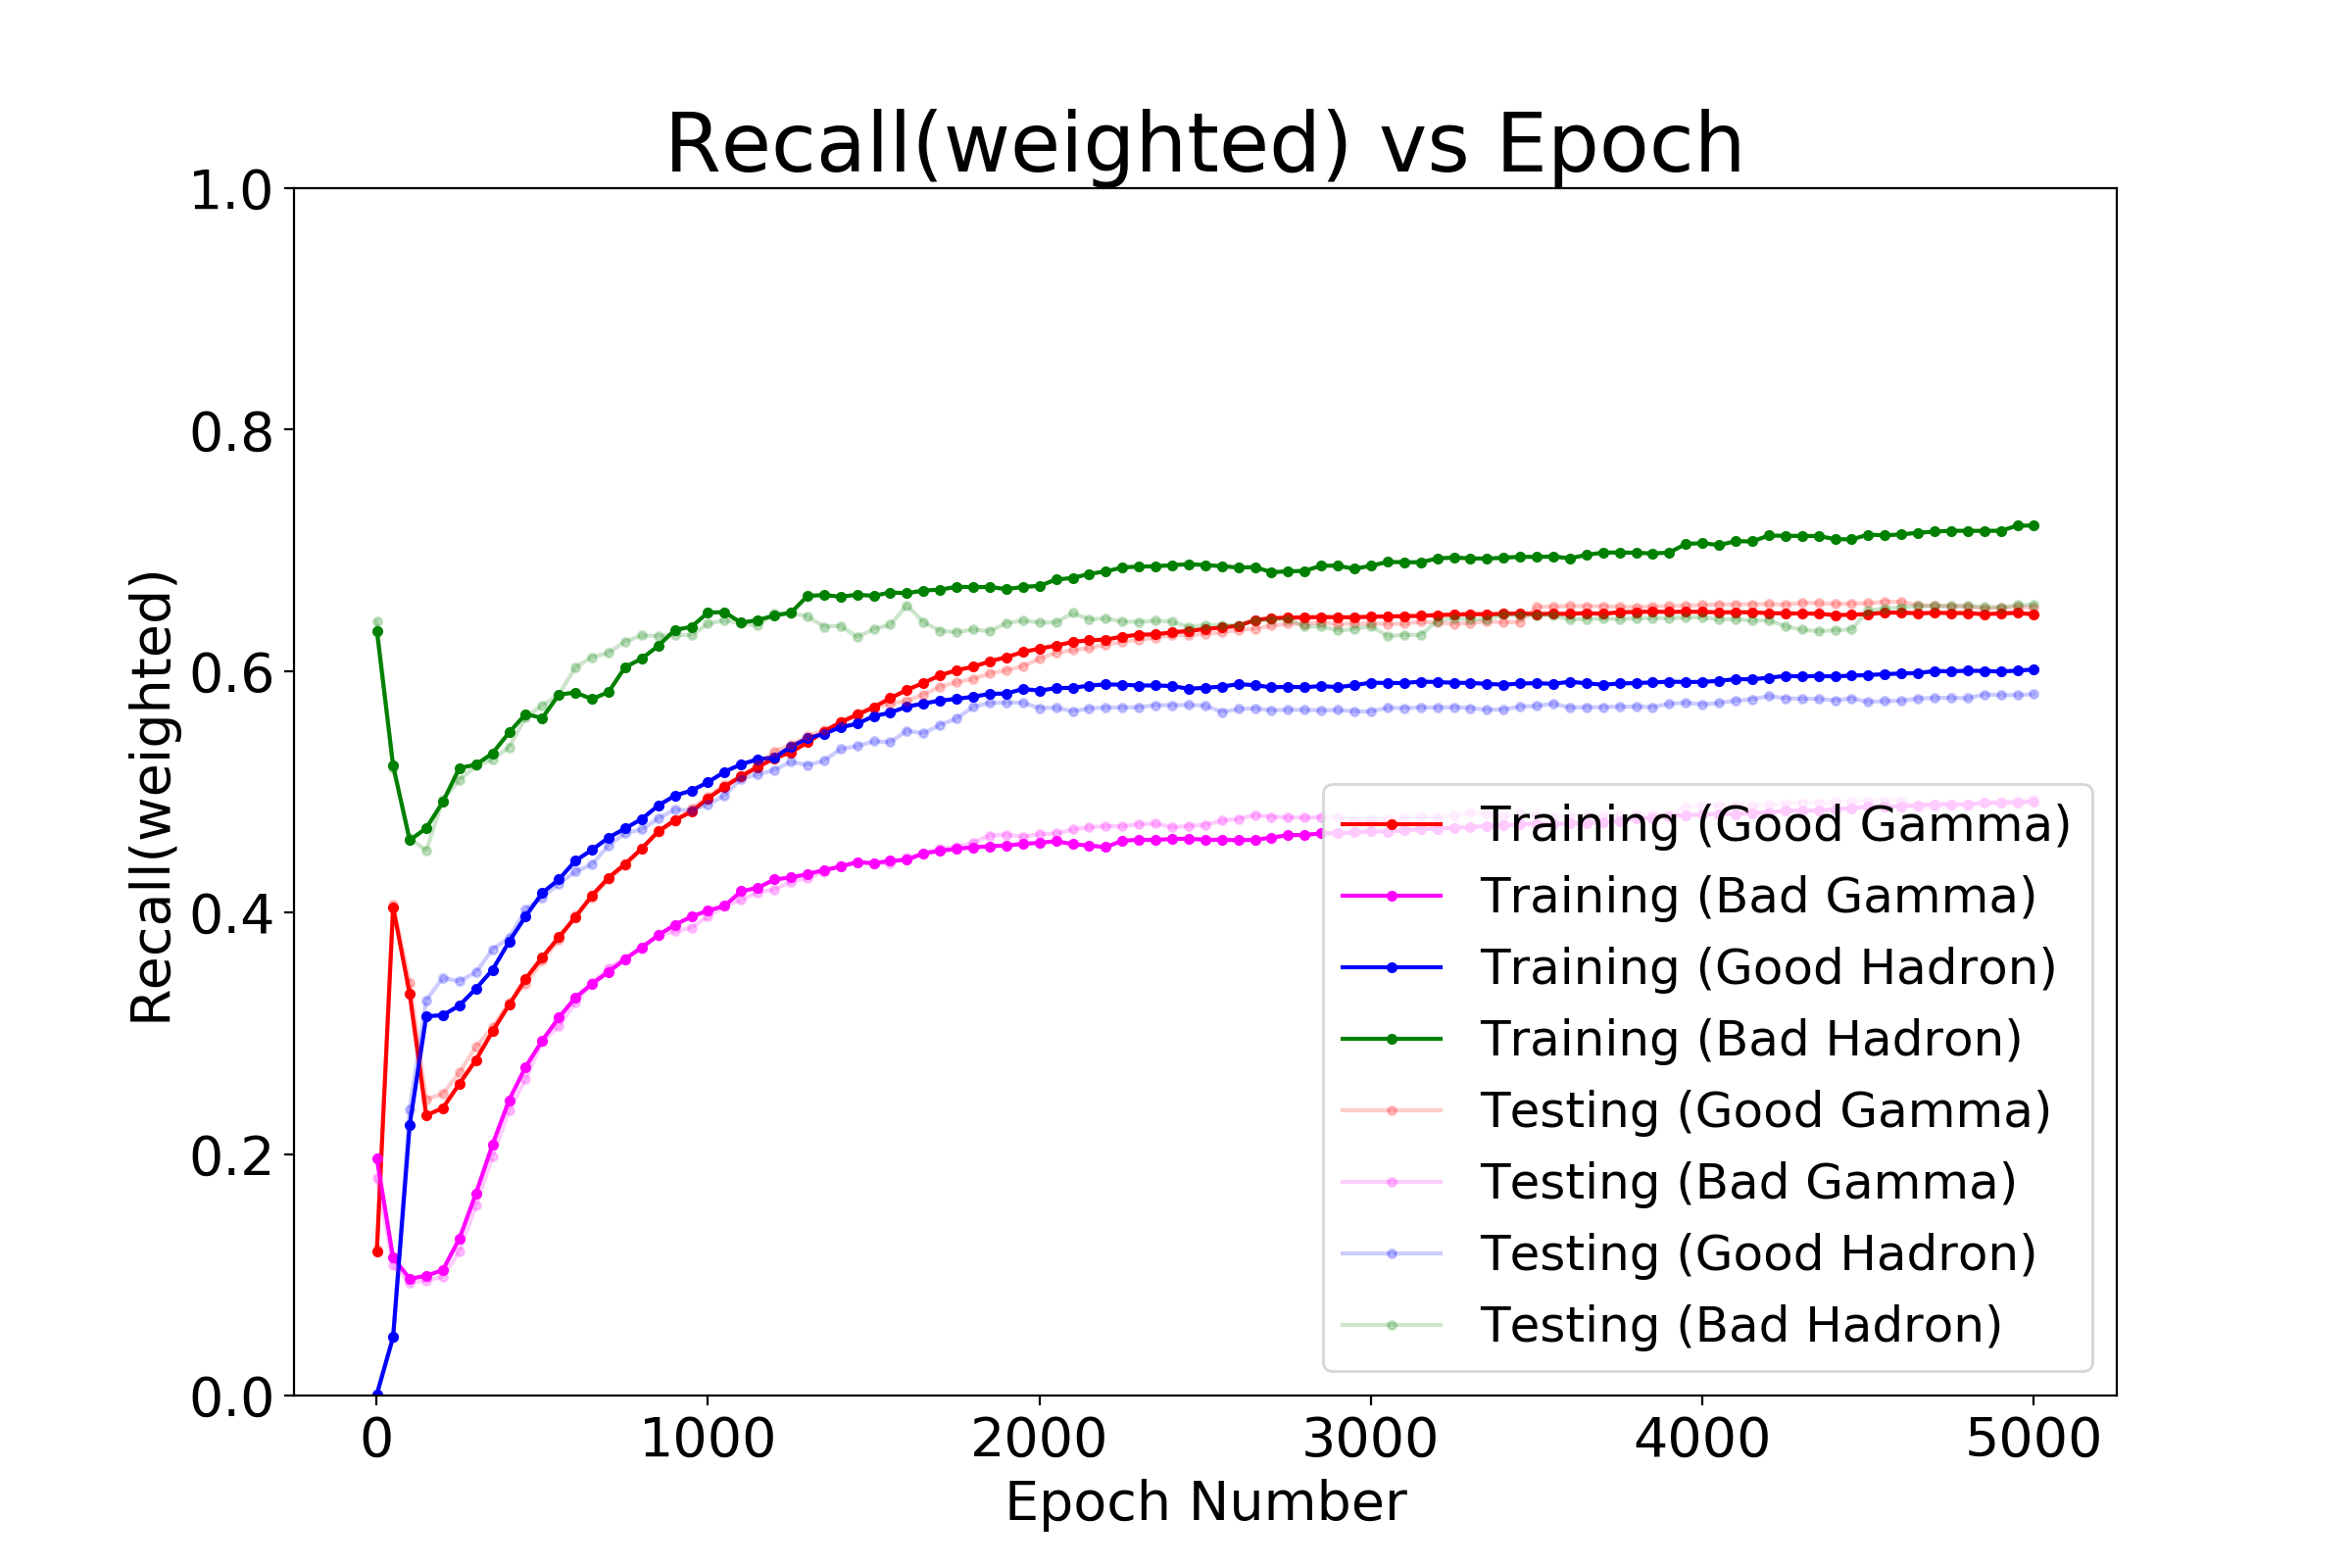 Recall(weighted) vs Epoch
1.0
0.8
0.6
0.4
0.2
0.0
Recall(weighted)
Training (Good Gamma)
Training (Bad Gamma)
Training (Good Hadron)
Training (Bad Hadron)
Testing (Good Gamma)
Testing (Bad Gamma)
Testing (Good Hadron)
Testing (Bad Hadron)
0 1000 2000 3000 4000 5000
Epoch Number